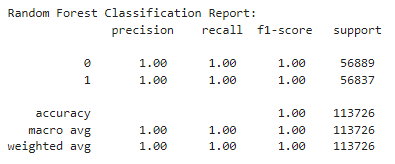 Random Forest Classification Report:
precision recall f1-score support
0 1.00 1.00 1.00 56889
1 1.00 1.00 1.00 56837
accuracy 1.00 113726
macro avg 1.00 1.00 1.00 113726
weighted avg 1.00 1.00 1.00 113726